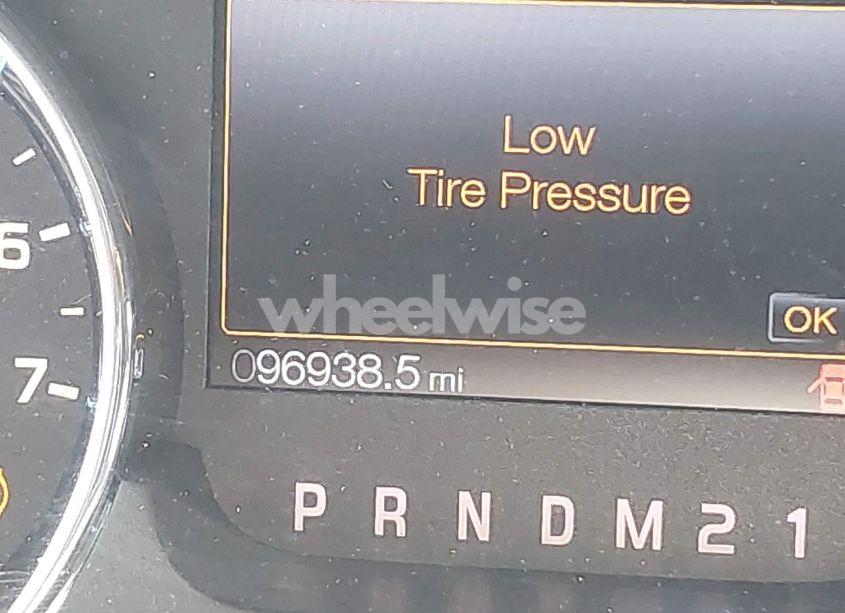 Low
Tire Pressure
6
wheelwise
OK
096938.5 mi
7
P R N D M 2 1